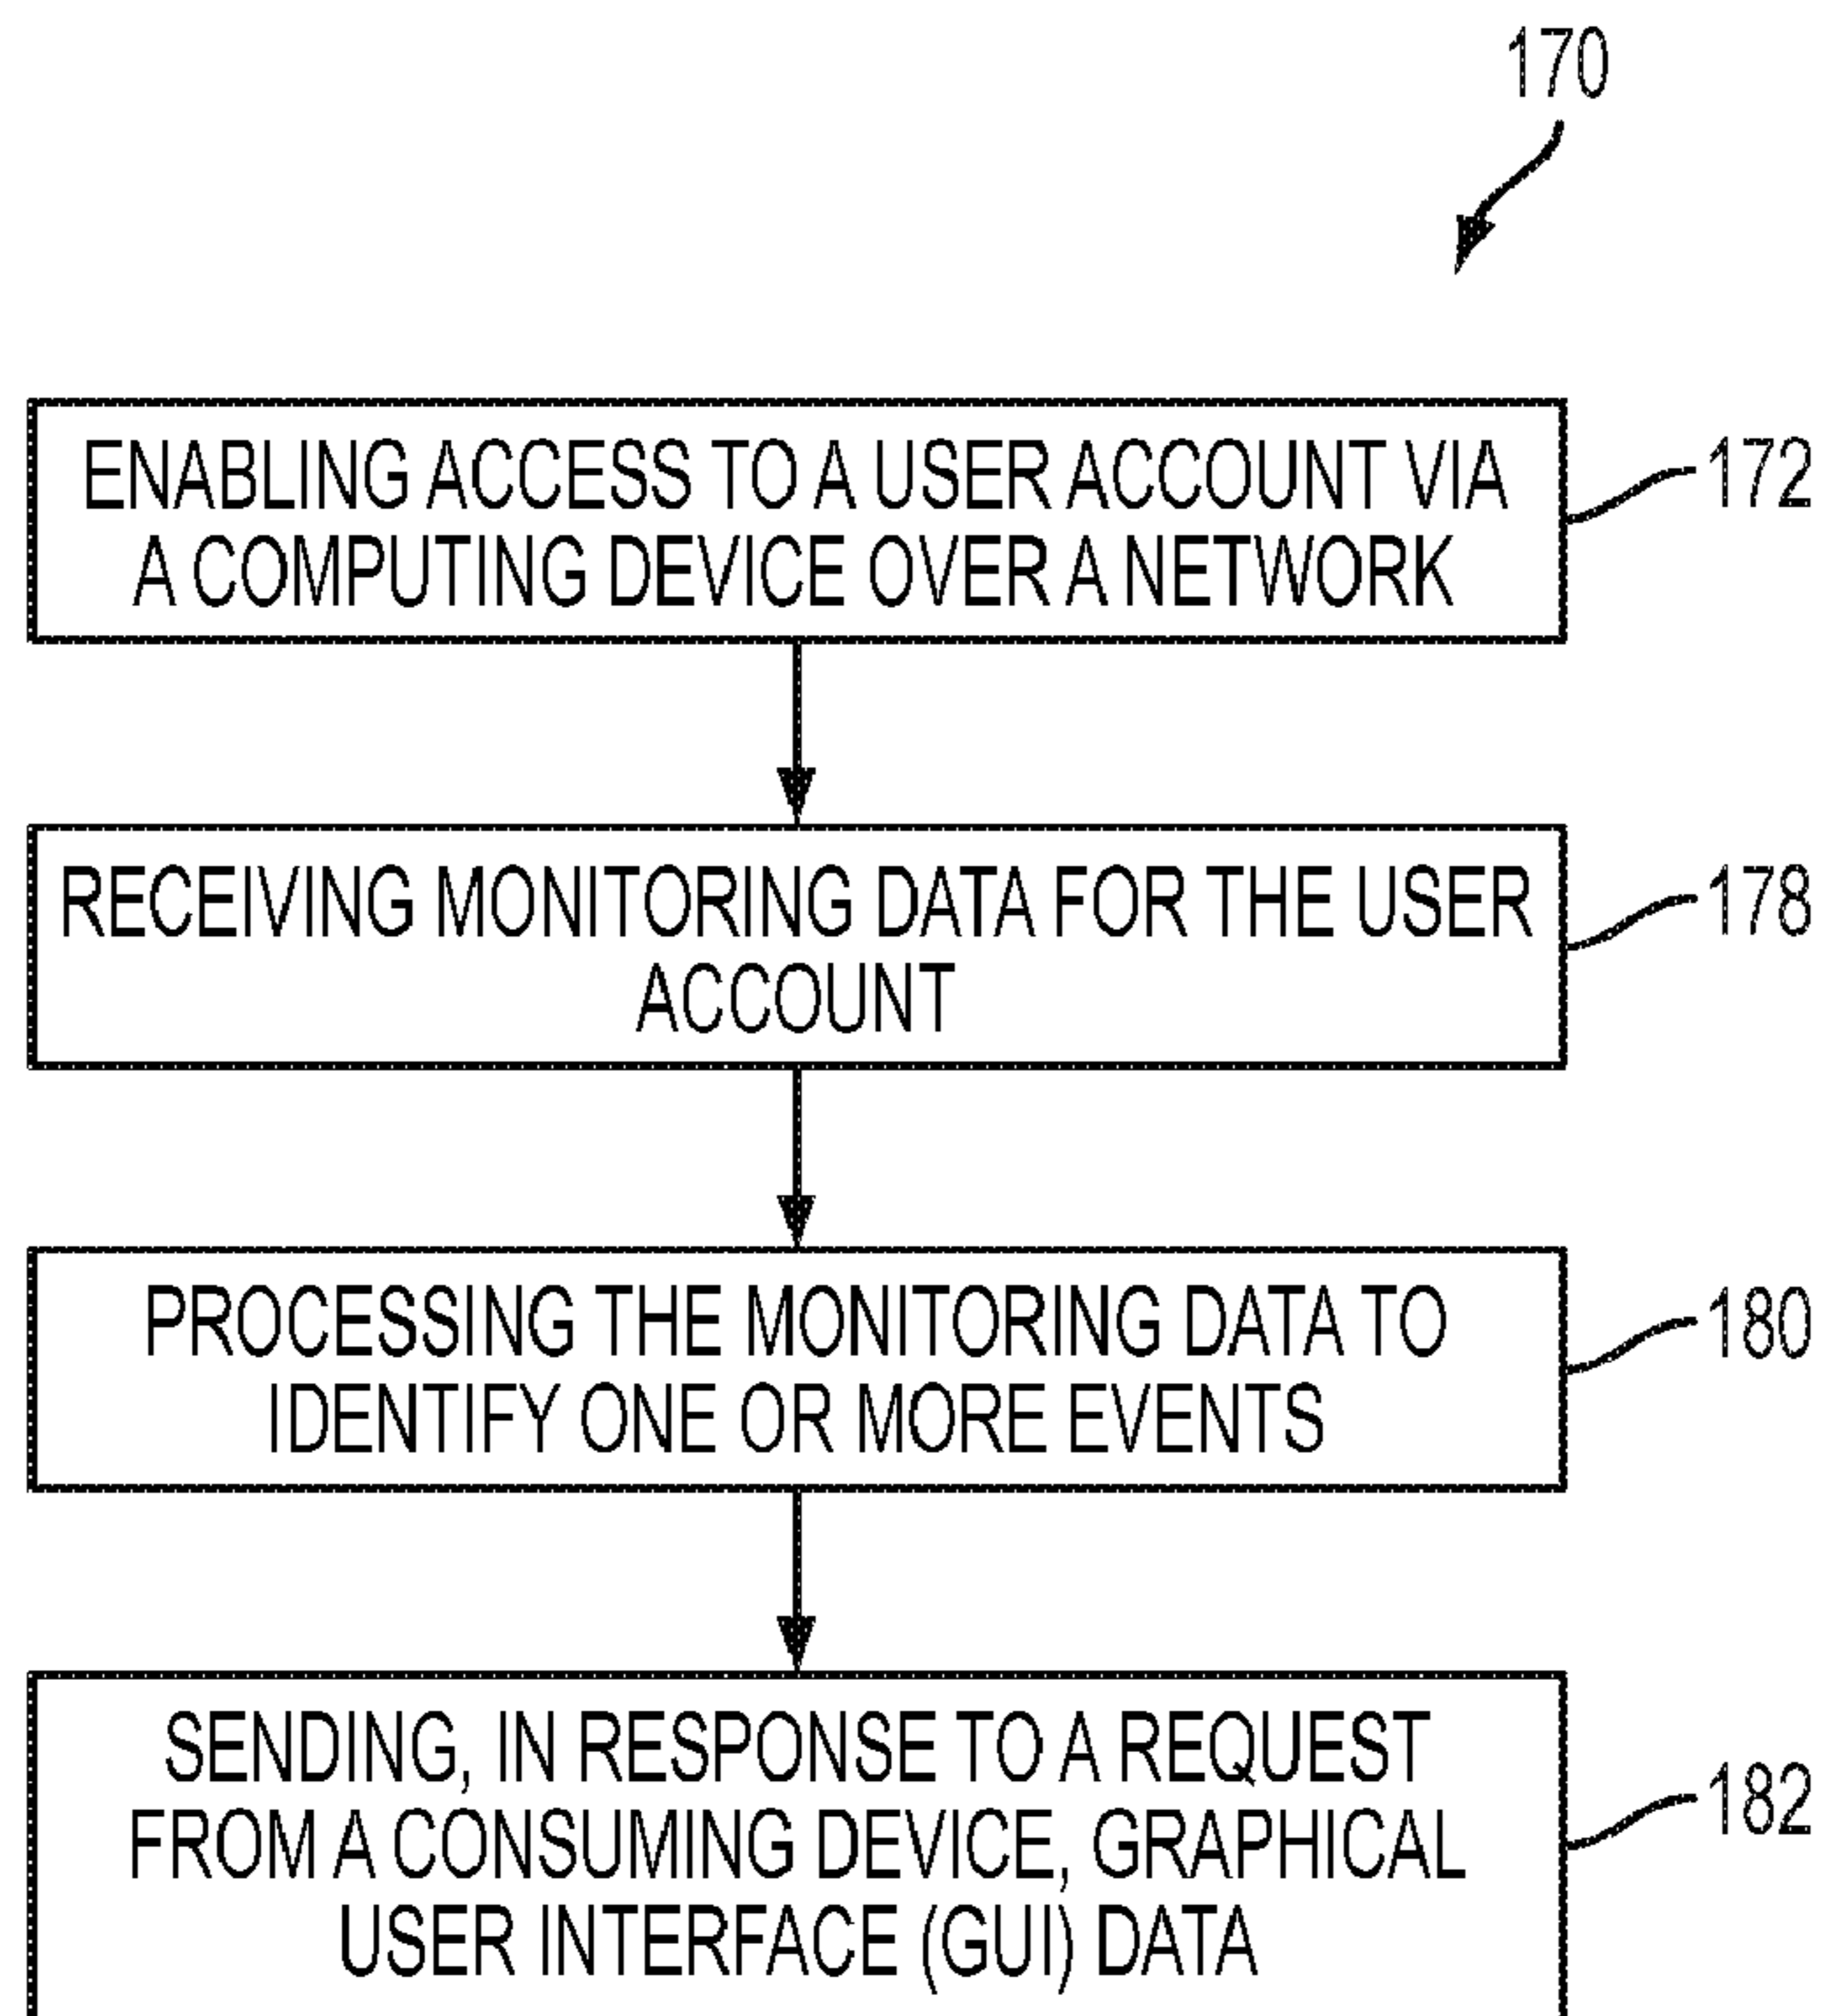 170
ENABLING ACCESS TO A USER ACCOUNT VIA
A COMPUTING DEVICE OVER A NETWORK
172
RECEIVING MONITORING DATA FOR THE USER
ACCOUNT
178
PROCESSING THE MONITORING DATA TO
IDENTIFY ONE OR MORE EVENTS
180
SENDING, IN RESPONSE TO A REQUEST
FROM A CONSUMING DEVICE, GRAPHICAL
USER INTERFACE (GUI) DATA
182